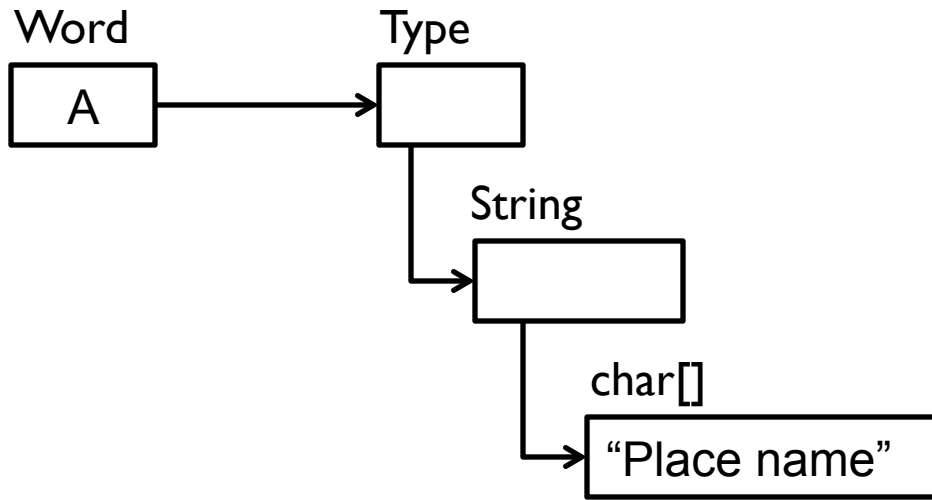 Word
Type
A
String
char[]
“Place name”